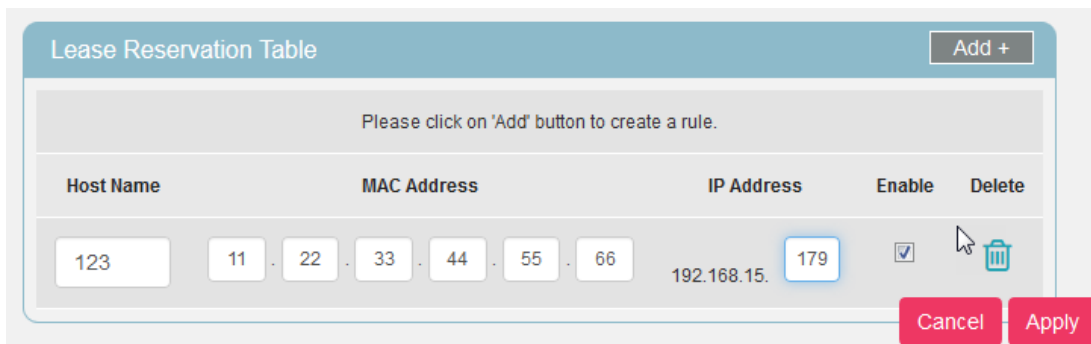 Lease Reservation Table Add +
Please click on 'Add' button to create a rule.
Host Name MAC Address IP Address Enable Delete
123 11 . 22 . 33 . 44 . 55 . 66 192.168.15. 179
Cancel Apply